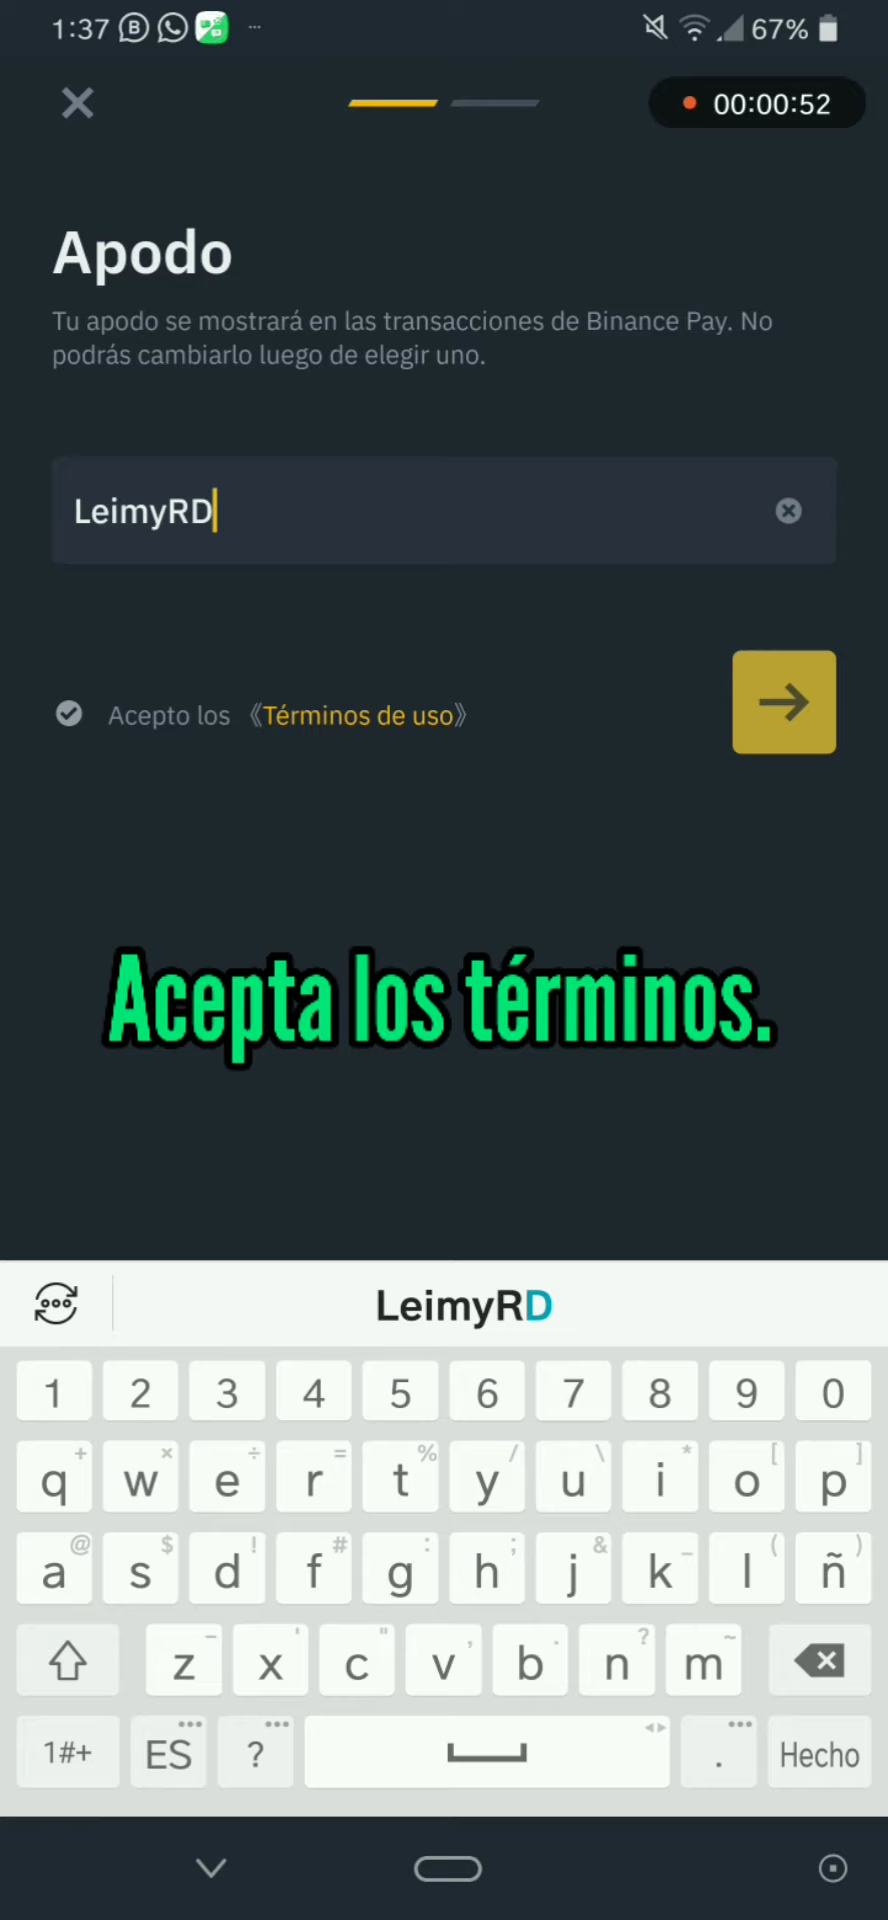 1:37 67%
00:00:52
Apodo
Tu apodo se mostrará en las transacciones de Binance Pay. No
podrás cambiarlo luego de elegir uno.
LeimyRD
Acepto los 《Términos de uso》
Acepta los términos.
LeimyRD
1 2 3 4 5 6 7 8 9 0
q w e r t y u i o p
a s d f g h j k l ñ
z x c v b n m
1#+ ES ? . Hecho